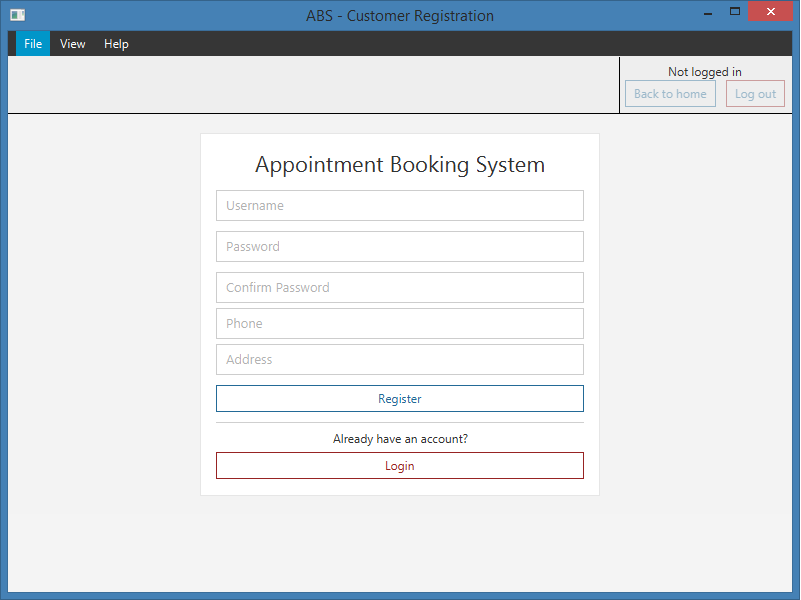 ABS - Customer Registration
File View Help
Not logged in
Back to home Log out
Appointment Booking System
Username
Password
Confirm Password
Phone
Address
Register
Already have an account?
Login